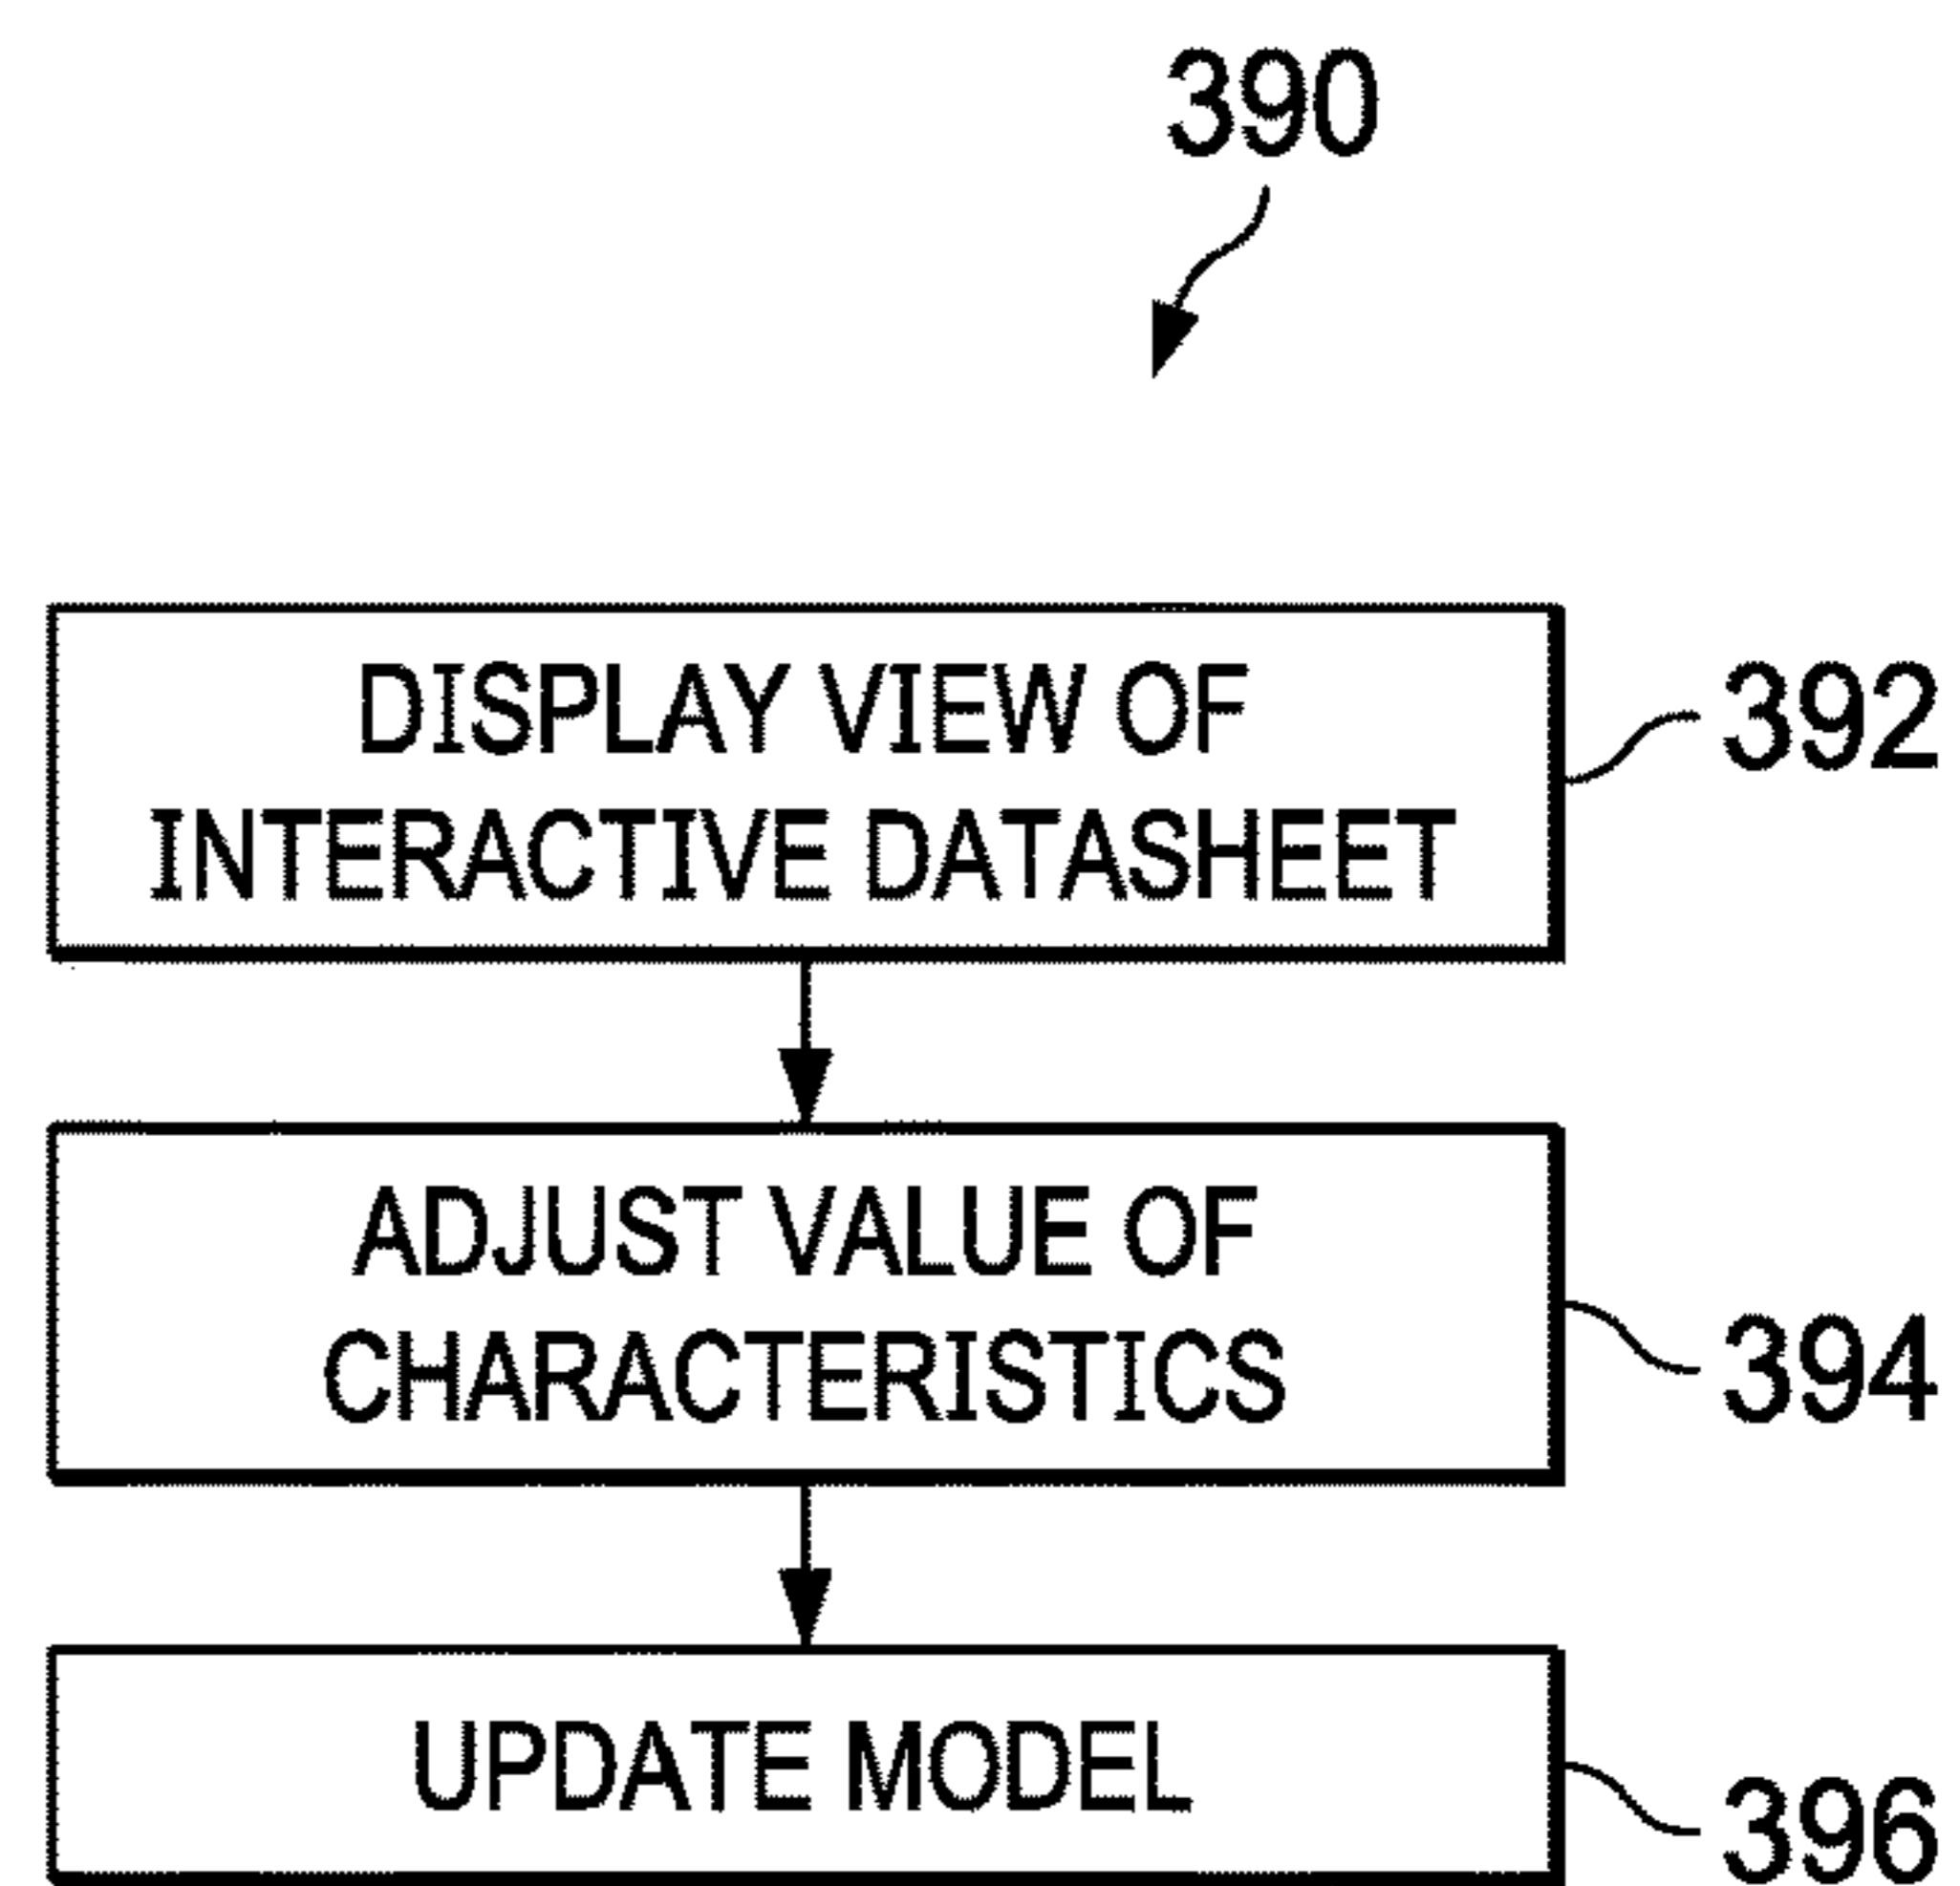 390
DISPLAY VIEW OF
INTERACTIVE DATASHEET
392
ADJUST VALUE OF
CHARACTERISTICS
394
UPDATE MODEL
396